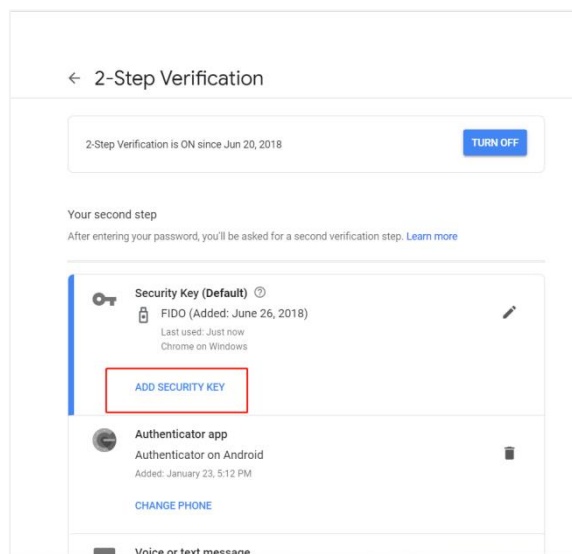 ← 2-Step Verification
2-Step Verification is ON since Jun 20, 2018
TURN OFF
Your second step
After entering your password, you'll be asked for a second verification step. Learn more
Security Key (Default)
FIDO (Added: June 26, 2018)
Last used: Just now
Chrome on Windows
ADD SECURITY KEY
Authenticator app
Authenticator on Android
Added: January 23, 5:12 PM
CHANGE PHONE
Voice or text message